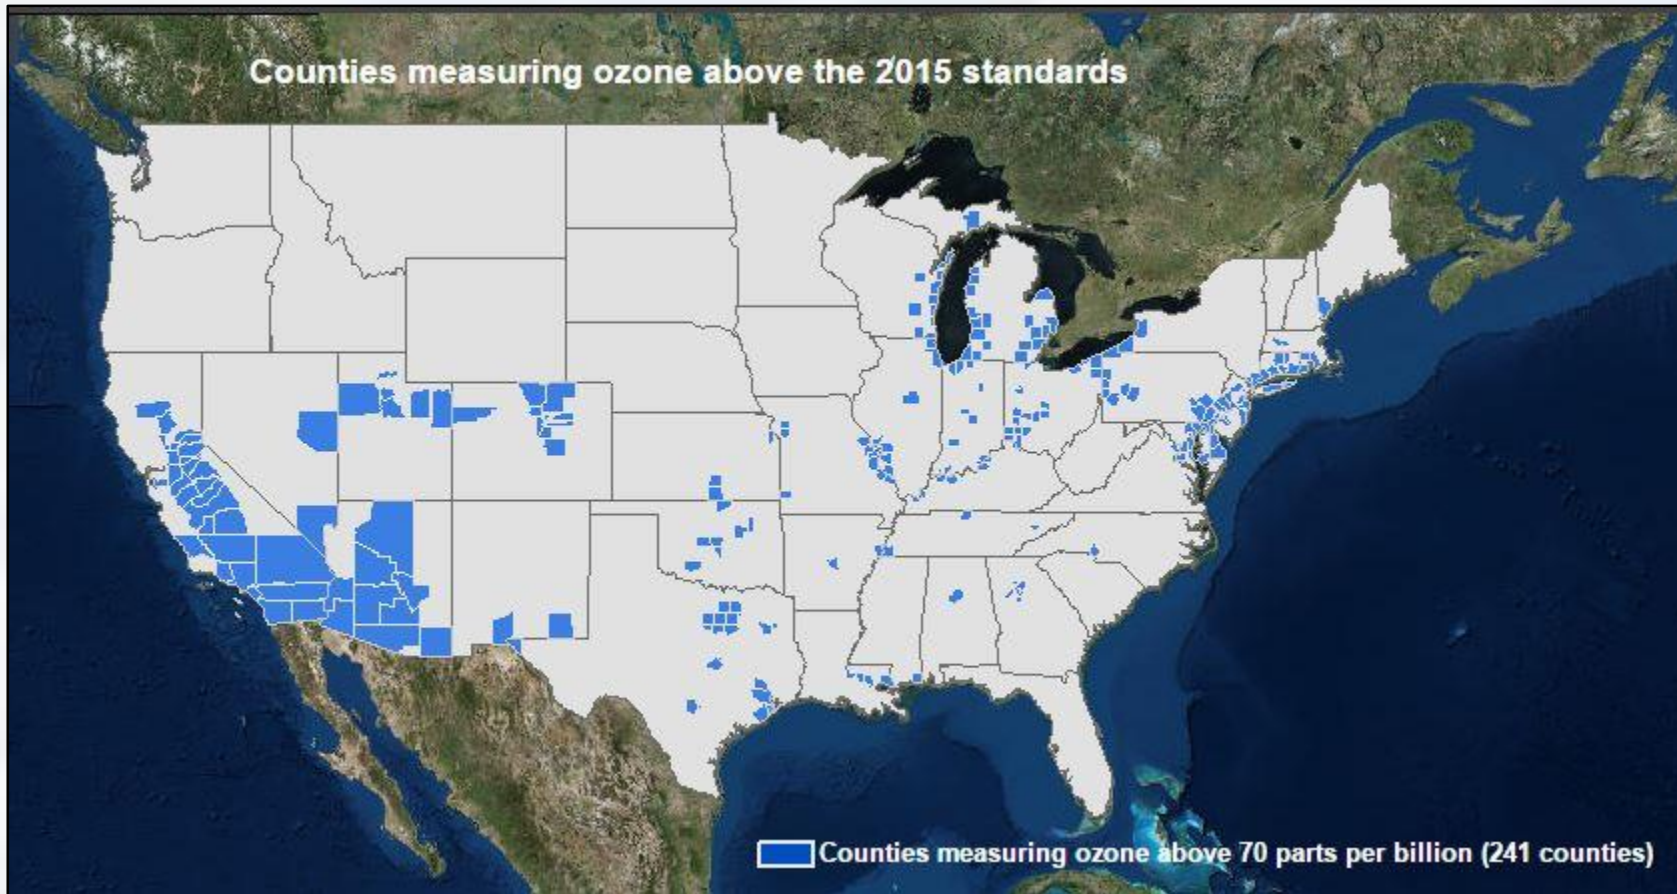 Counties measuring ozone above the 2015 standards
Counties measuring ozone above 70 parts per billion (241 counties)